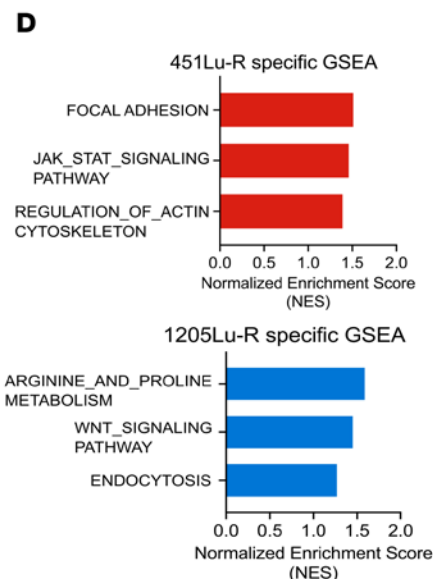 D
451Lu-R specific GSEA
FOCAL ADHESION
JAK_STAT_SIGNALING
PATHWAY
REGULATION_OF_ACTIN
CYTOSKELETON
0.0 0.5 1.0 1.5 2.0
Normalized Enrichment Score
(NES)
1205Lu-R specific GSEA
ARGININE_AND_PROLINE
METABOLISM
WNT_SIGNALING
PATHWAY
ENDOCYTOSIS
0.0 0.5 1.0 1.5 2.0
Normalized Enrichment Score
(NES)